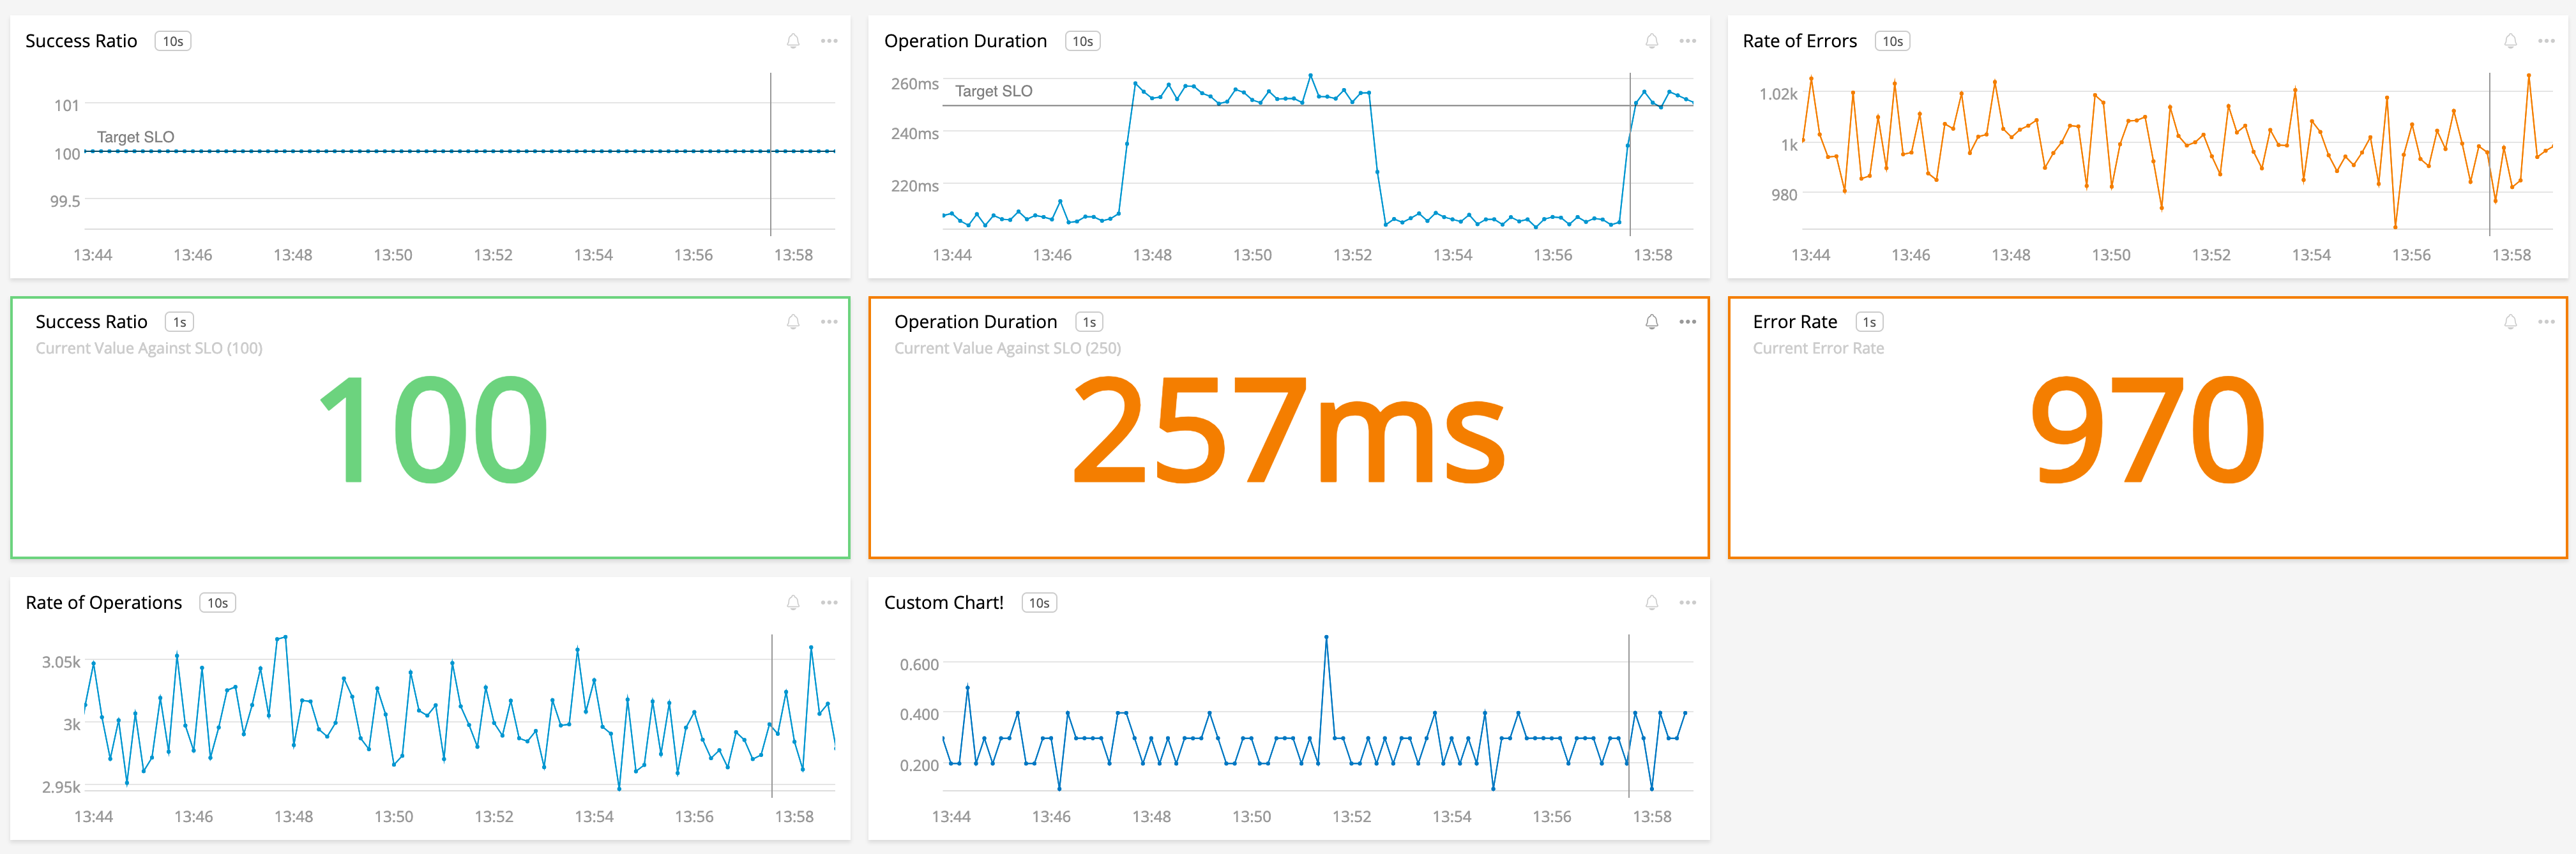 Success Ratio 10s
101
Target SLO
100
99.5
13:44 13:46 13:48 13:50 13:52 13:54 13:56 13:58
Operation Duration 10s
260ms
Target SLO
240ms
220ms
13:44 13:46 13:48 13:50 13:52 13:54 13:56 13:58
Rate of Errors 10s
1.02k
1k
980
13:44 13:46 13:48 13:50 13:52 13:54 13:56 13:58
Success Ratio 1s
Current Value Against SLO (100)
100
Operation Duration 1s
Current Value Against SLO (250)
257ms
Error Rate 1s
Current Error Rate
970
Rate of Operations 10s
3.05k
3k
2.95k
13:44 13:46 13:48 13:50 13:52 13:54 13:56 13:58
Custom Chart! 10s
0.600
0.400
0.200
13:44 13:46 13:48 13:50 13:52 13:54 13:56 13:58